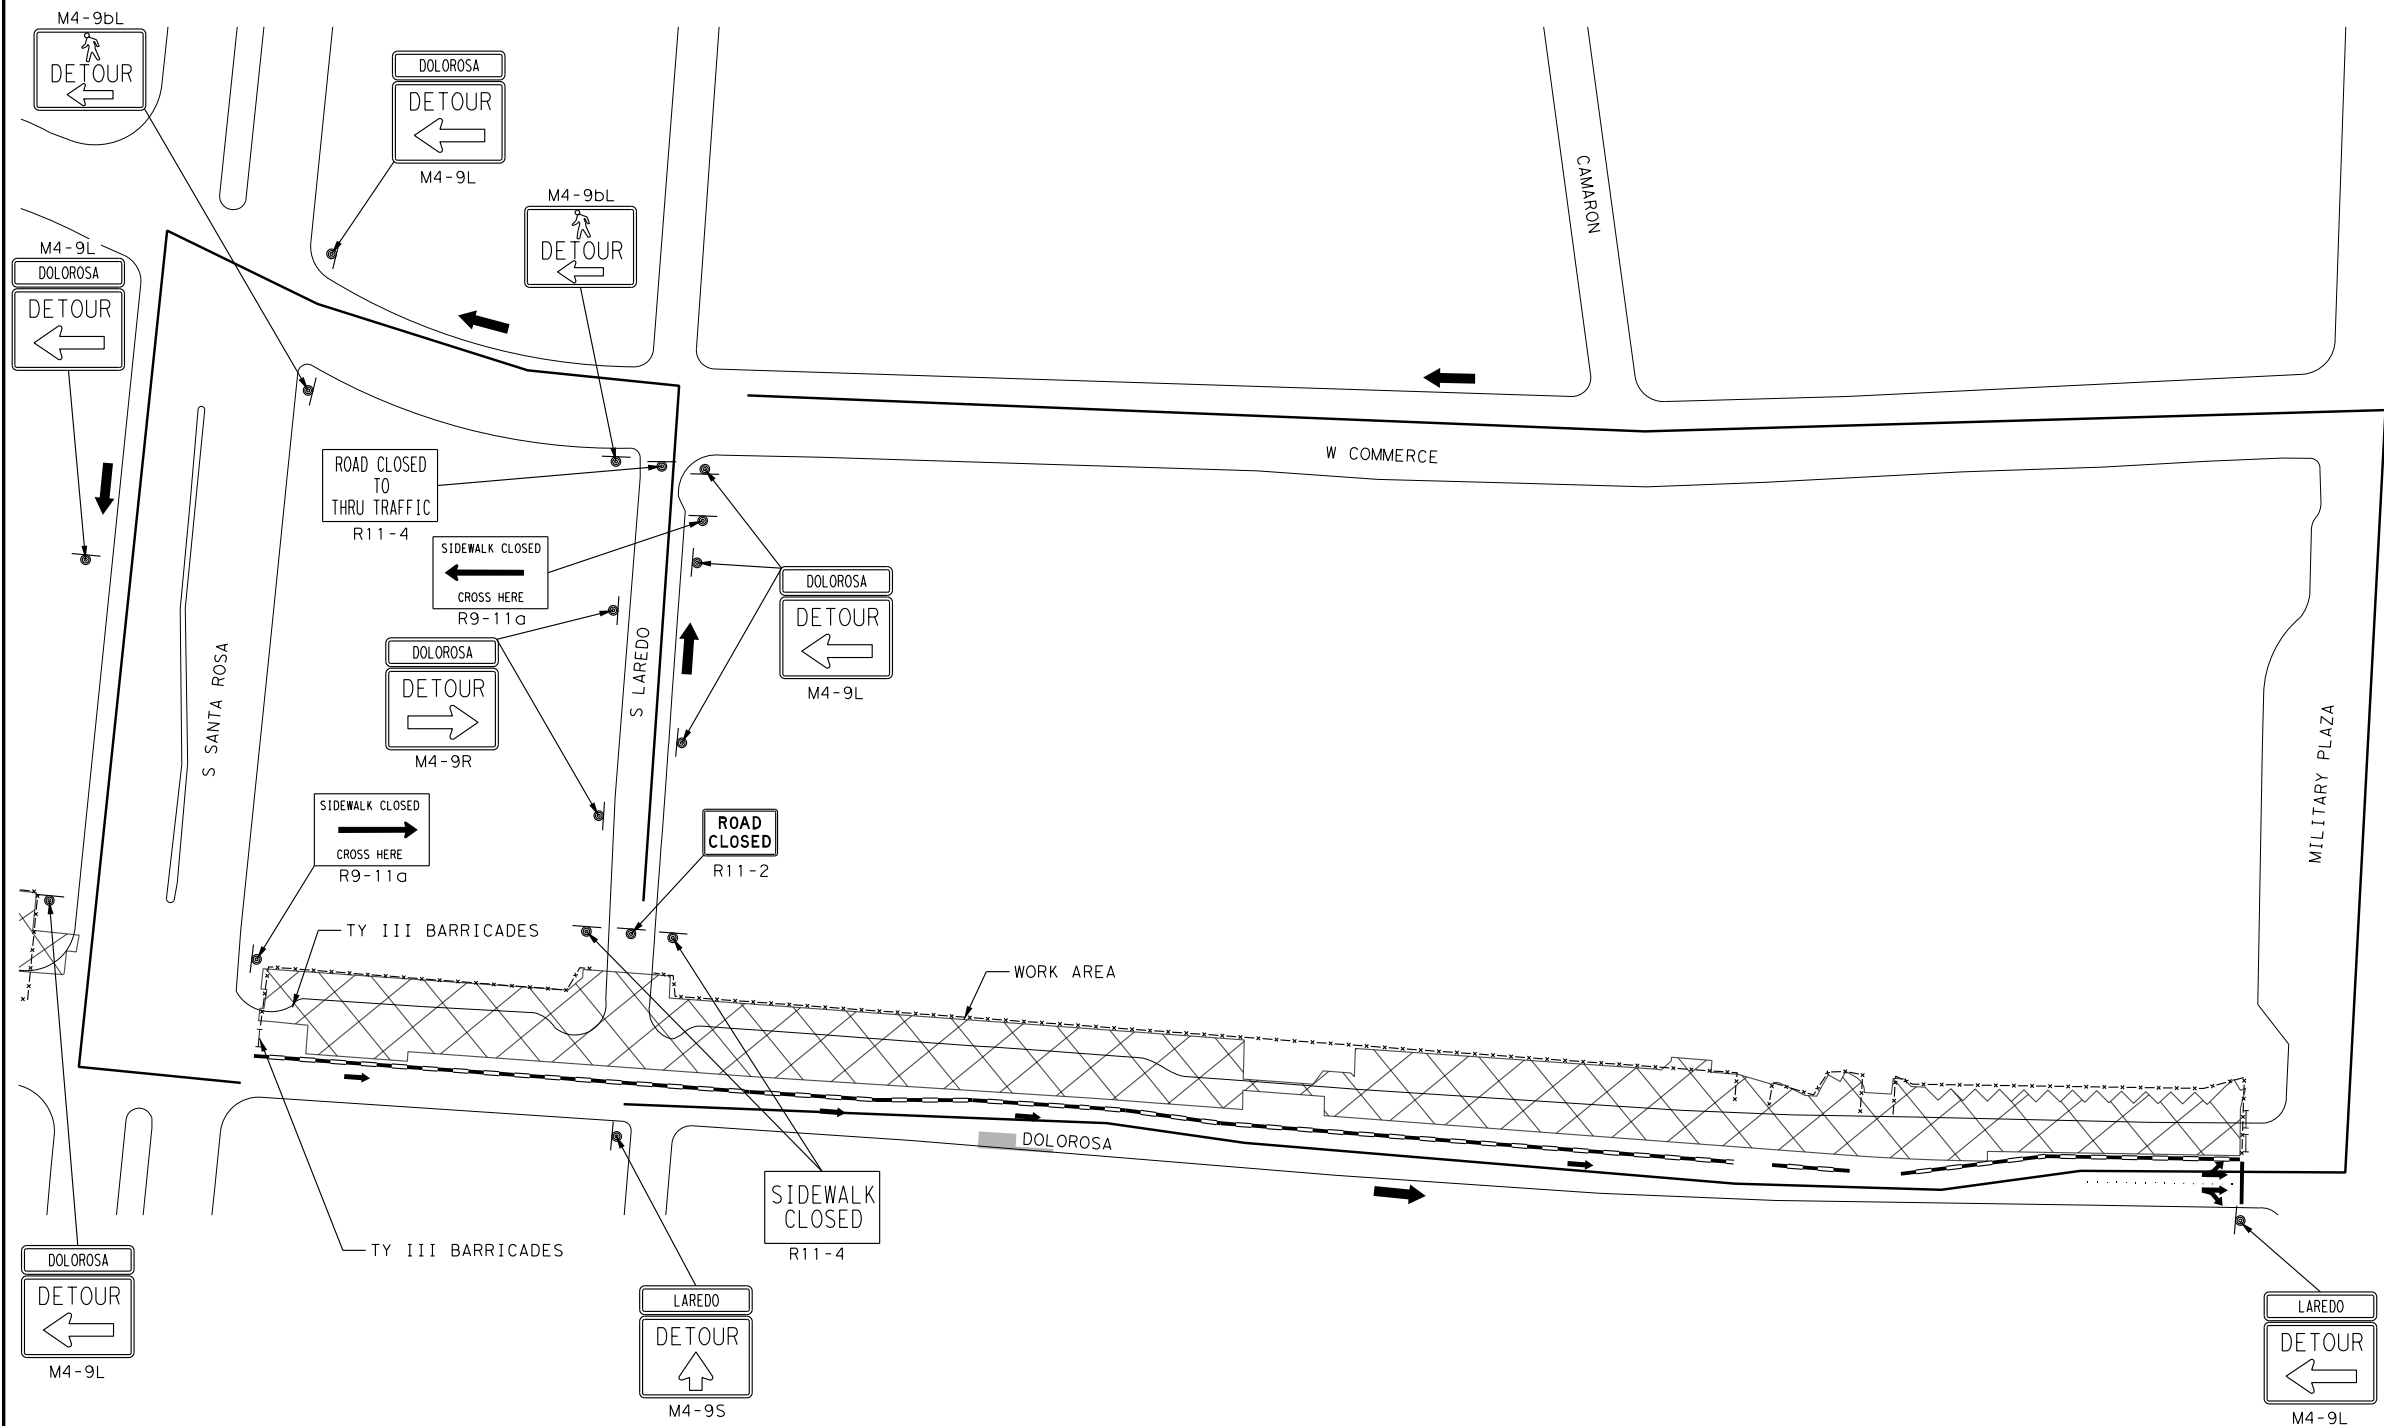 M4-9bL
DETOUR
DOLOROSA
DETOUR
M4-9L
M4-9bL
DETOUR
M4-9L
DOLOROSA
DETOUR
CAMARON
W COMMERCE
ROAD CLOSED
TO
THRU TRAFFIC
R11-4
SIDEWALK CLOSED
CROSS HERE
R9-11a
DOLOROSA
DETOUR
M4-9L
DOLOROSA
DETOUR
M4-9R
S LAREDO
S SANTA ROSA
MILITARY PLAZA
SIDEWALK CLOSED
CROSS HERE
R9-11a
ROAD
CLOSED
R11-2
TY III BARRICADES
WORK AREA
DOLOROSA
SIDEWALK
CLOSED
R11-4
TY III BARRICADES
DOLOROSA
DETOUR
M4-9L
LAREDO
DETOUR
M4-9S
LAREDO
DETOUR
M4-9L